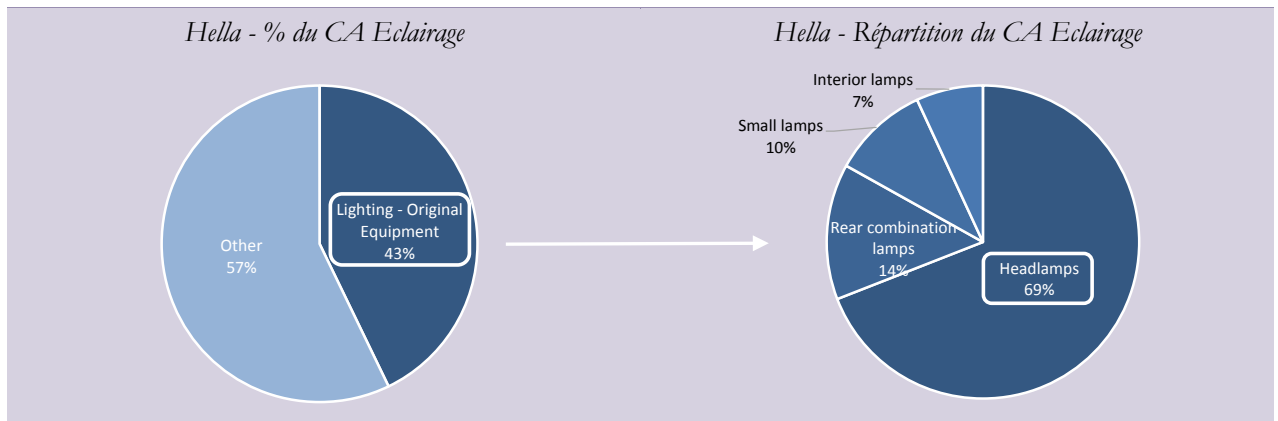 Hella - % du CA Eclairage
Lighting - Original
Equipment
43%
Other
57%
Hella - Répartition du CA Eclairage
Interior lamps
7%
Small lamps
10%
Rear combination
lamps
14%
Headlamps
69%